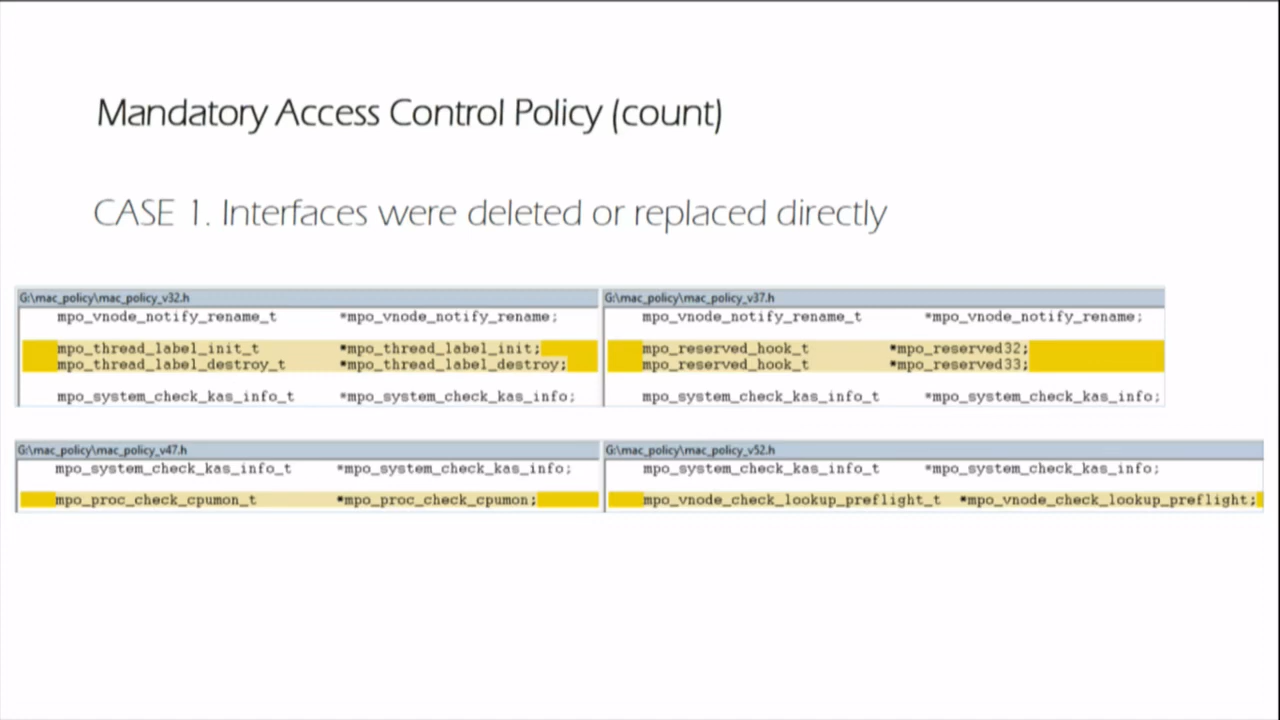 Mandatory Access Control Policy (count)
CASE 1. Interfaces were deleted or replaced directly
G:\mac_policy\mac_policy_v32.h
mpo_vnode_notify_rename_t *mpo_vnode_notify_rename;
mpo_thread_label_init_t *mpo_thread_label_init;
mpo_thread_label_destroy_t *mpo_thread_label_destroy;
mpo_system_check_kas_info_t *mpo_system_check_kas_info;
G:\mac_policy\mac_policy_v37.h
mpo_vnode_notify_rename_t *mpo_vnode_notify_rename;
mpo_reserved_hook_t *mpo_reserved32;
mpo_reserved_hook_t *mpo_reserved33;
mpo_system_check_kas_info_t *mpo_system_check_kas_info;
G:\mac_policy\mac_policy_v47.h
mpo_system_check_kas_info_t *mpo_system_check_kas_info;
mpo_proc_check_cpumon_t *mpo_proc_check_cpumon;
G:\mac_policy\mac_policy_v52.h
mpo_system_check_kas_info_t *mpo_system_check_kas_info;
mpo_vnode_check_lookup_preflight_t *mpo_vnode_check_lookup_preflight;